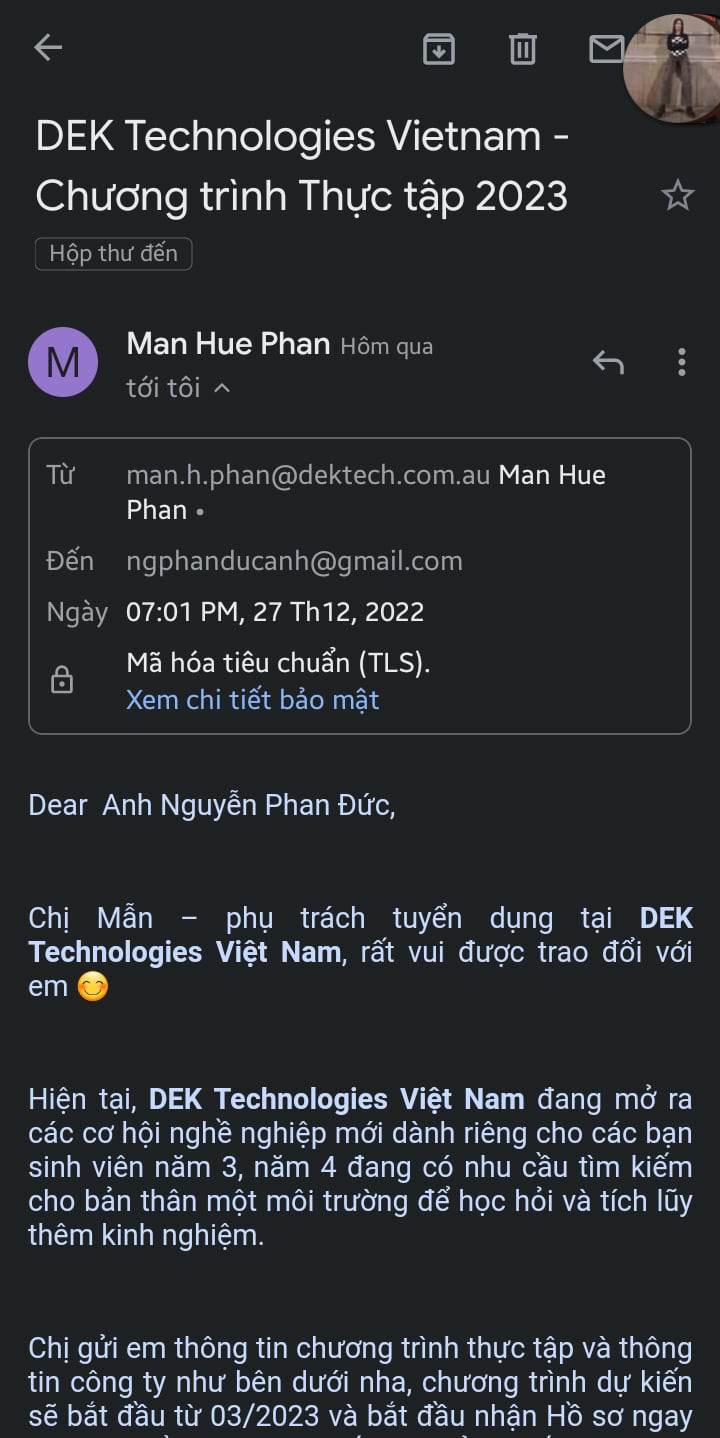 DEK Technologies Vietnam -
Chương trình Thực tập 2023
Hộp thư đến
M
Man Hue Phan Hôm qua
tới tôi
Từ man.h.phan@dektech.com.au Man Hue
Phan •
Đến ngphanducanh@gmail.com
Ngày 07:01 PM, 27 Th12, 2022
Mã hóa tiêu chuẩn (TLS).
Xem chi tiết bảo mật
Dear Anh Nguyễn Phan Đức,
Chị Mẫn – phụ trách tuyển dụng tại DEK
Technologies Việt Nam, rất vui được trao đổi với
em 😊
Hiện tại, DEK Technologies Việt Nam đang mở ra
các cơ hội nghề nghiệp mới dành riêng cho các bạn
sinh viên năm 3, năm 4 đang có nhu cầu tìm kiếm
cho bản thân một môi trường để học hỏi và tích lũy
thêm kinh nghiệm.
Chị gửi em thông tin chương trình thực tập và thông
tin công ty như bên dưới nha, chương trình dự kiến
sẽ bắt đầu từ 03/2023 và bắt đầu nhận Hồ sơ ngay